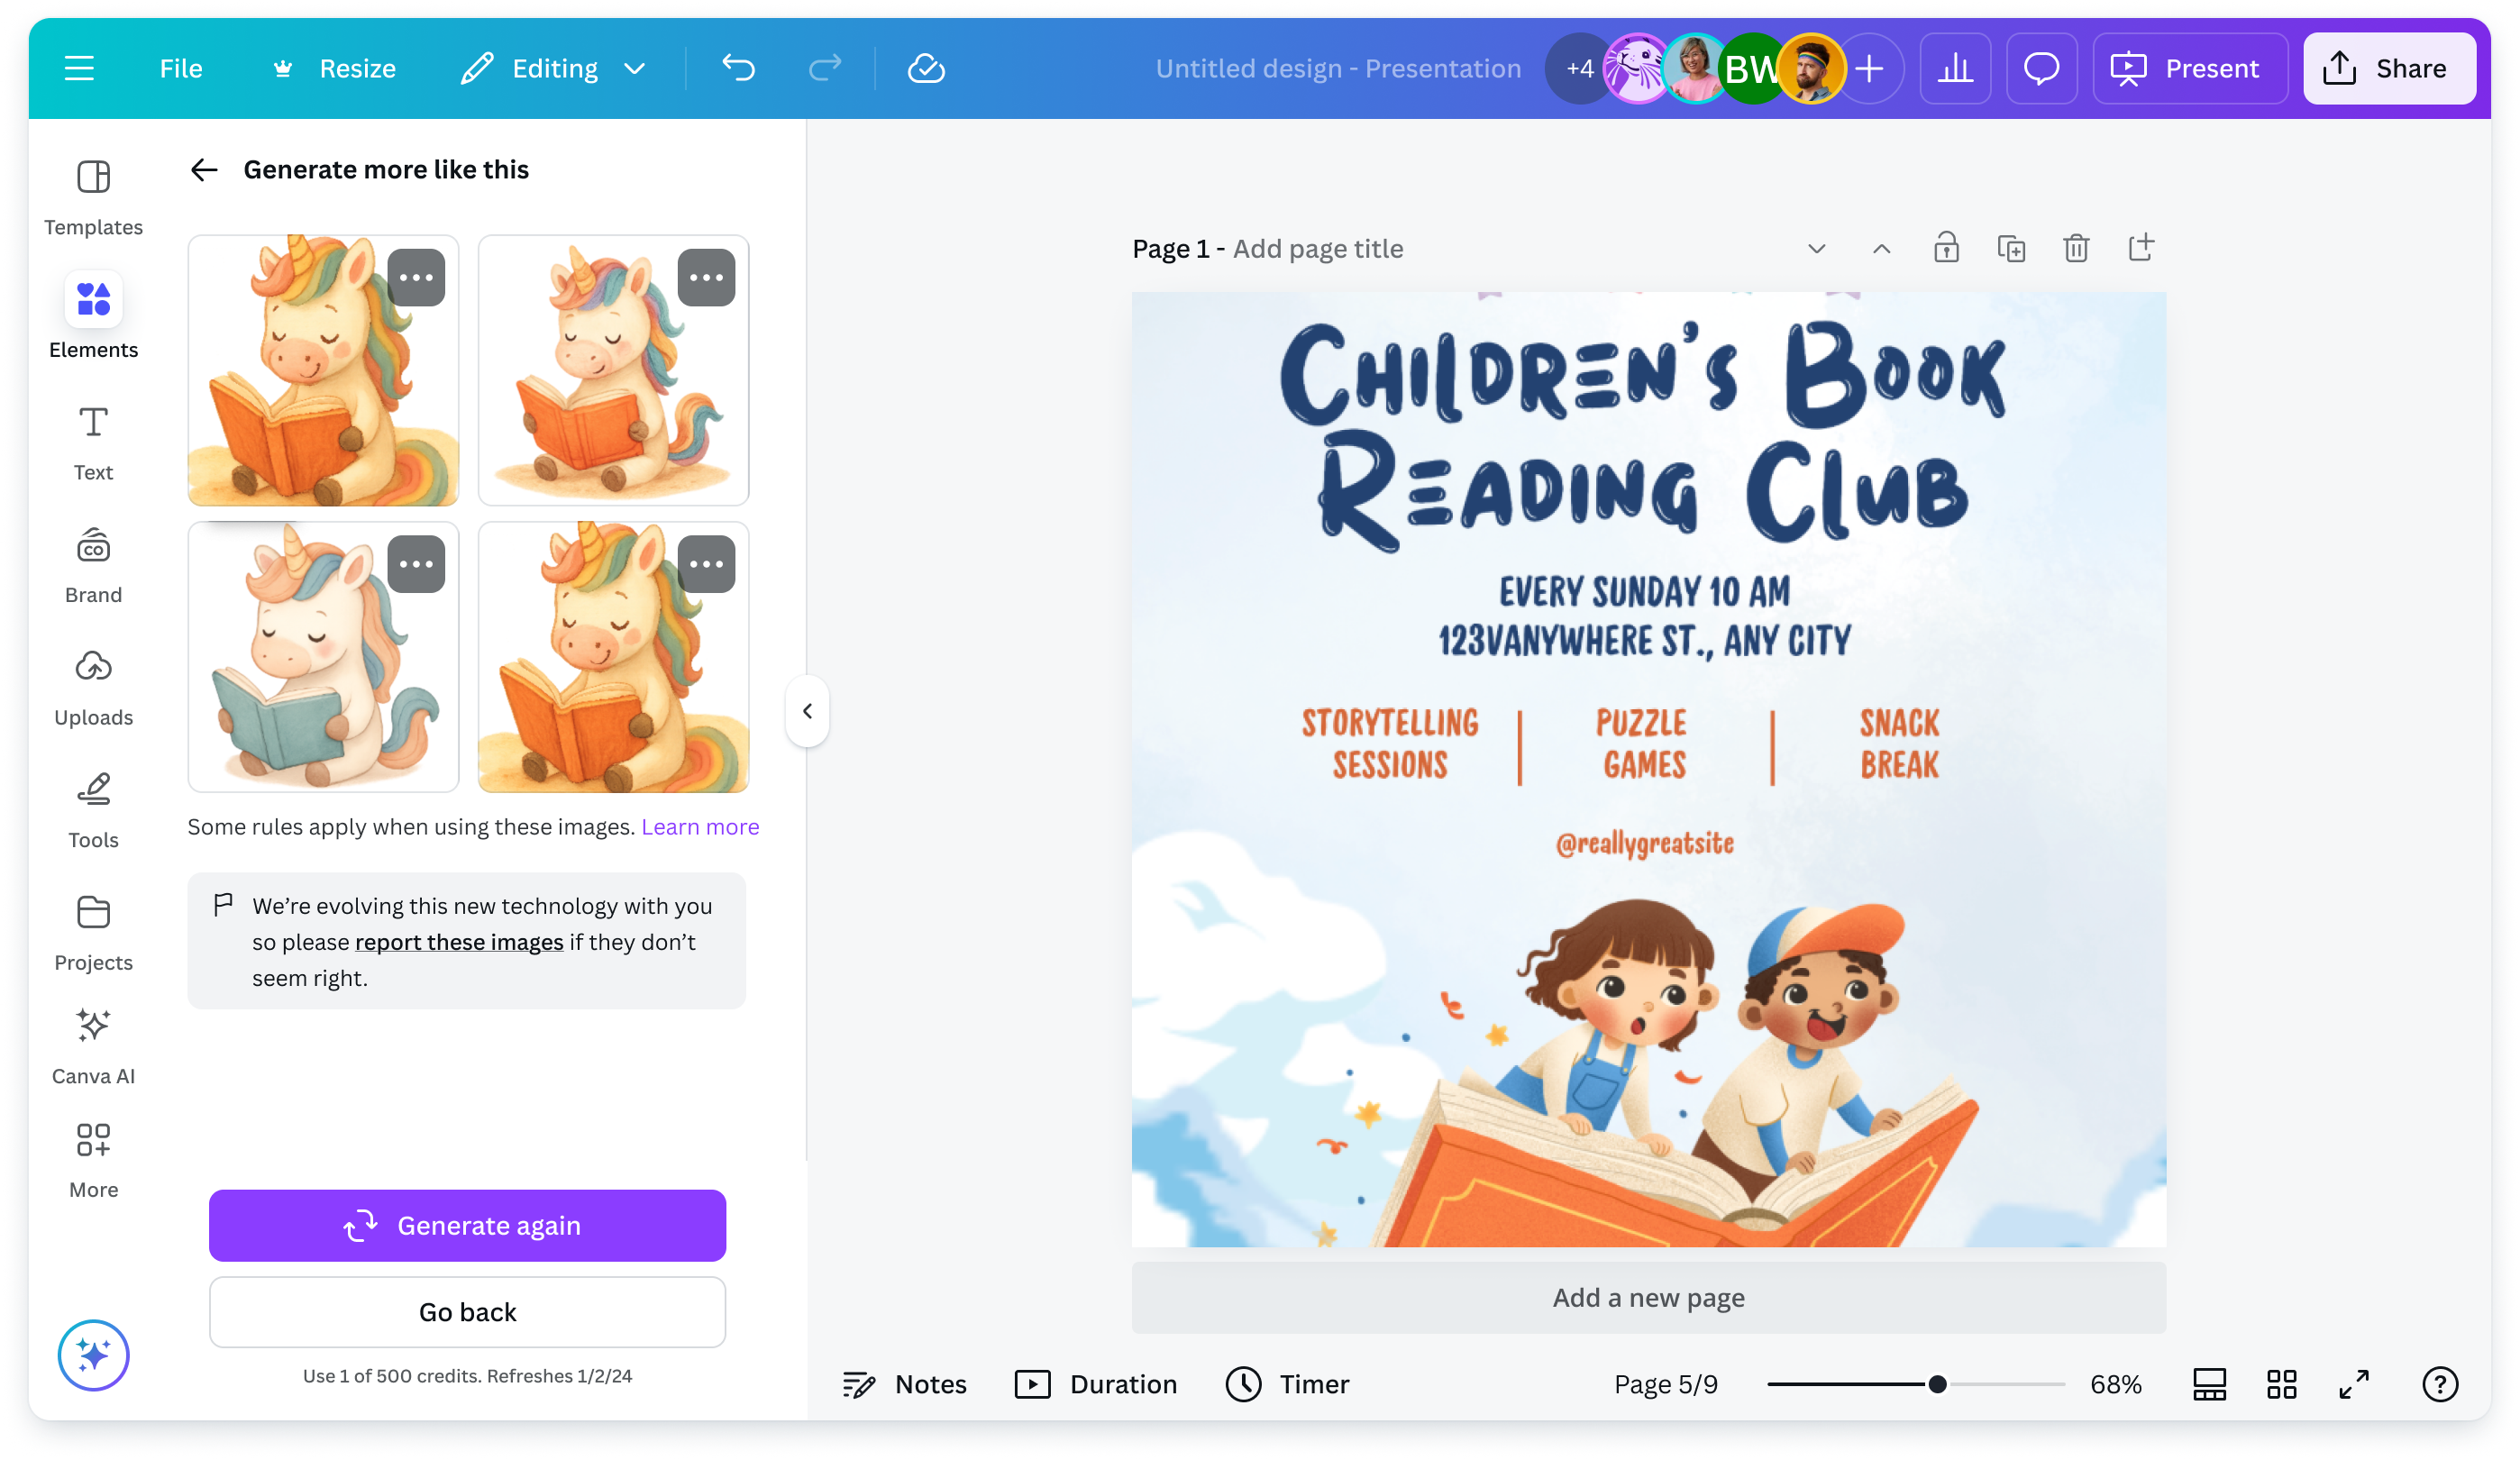 File
Resize
Editing
Untitled design - Presentation
+4
BW
Present
Share
Templates
Elements
Text
CO
Brand
Uploads
Tools
Projects
Canva AI
More
Generate more like this
Some rules apply when using these images. Learn more
We’re evolving this new technology with you
so please report these images if they don’t
seem right.
Generate again
Go back
Use 1 of 500 credits. Refreshes 1/2/24
Page 1 - Add page title
CHILDREN’S BOOK
READING CLUB
EVERY SUNDAY 10 AM
123VANYWHERE ST., ANY CITY
STORYTELLING
SESSIONS
PUZZLE
GAMES
SNACK
BREAK
@reallygreatsite
Add a new page
Notes
Duration
Timer
Page 5/9
68%
?